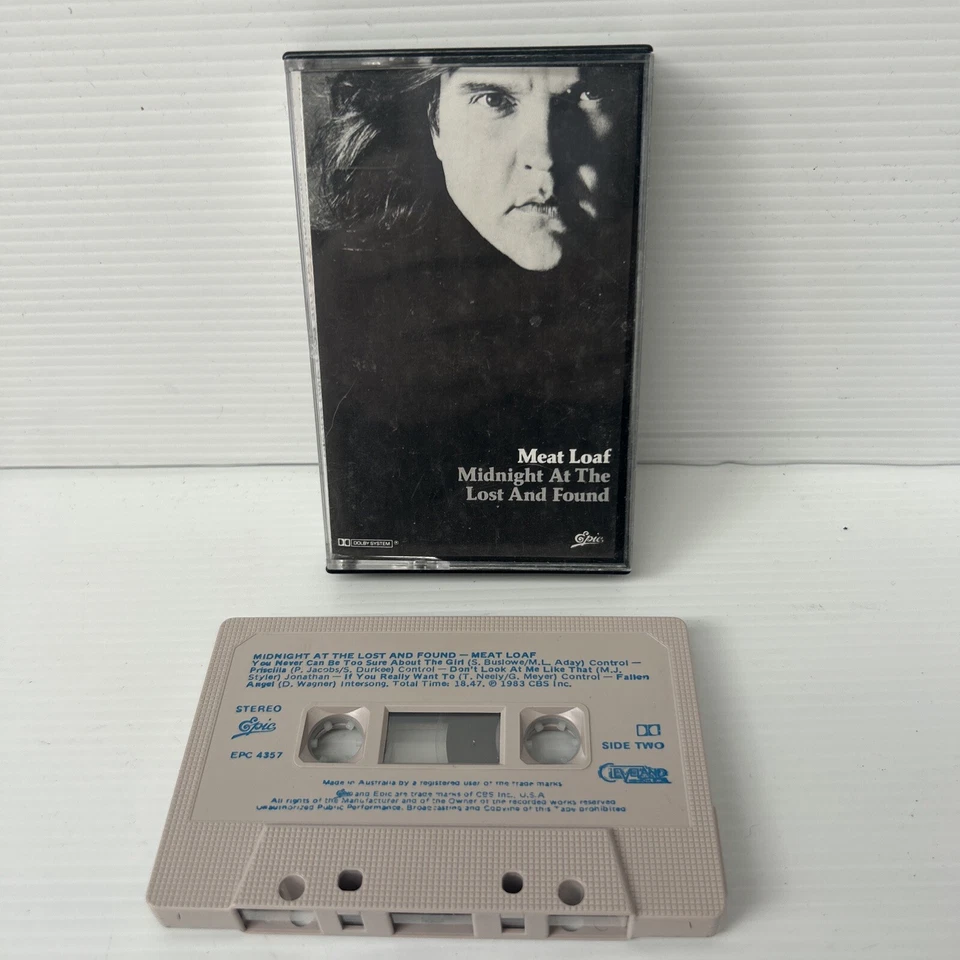 Meat Loaf
Midnight At The
Lost And Found
DOLBY SYSTEM ®
Epic
MIDNIGHT AT THE LOST AND FOUND — MEAT LOAF
You Never Can Be Too Sure About The Girl (S. Buslowe/M.L. Aday) Control —
Priscilla (P. Jacobs/S. Durkee) Control — Don't Look At Me Like That (M.J.
Styler) Jonathan — If You Really Want To (T. Neely/G. Meyer) Control — Fallen
Angel (D. Wagner) Intersong. Total Time: 18.47. ℗ 1983 CBS Inc.
STEREO
Epic
EPC 4357
SIDE TWO
CLEVELAND
Made in Australia by a registered user of the trade marks
and Epic are trade marks of CBS Inc., U.S.A
All rights of the Manufacturer and of the Owner of the recorded works reserved
Unauthorized Public Performance, Broadcasting and Copying of this Tape prohibited